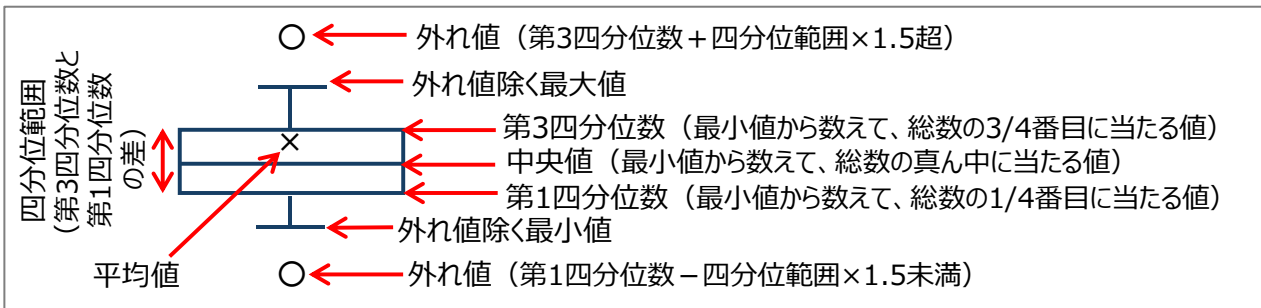 外れ値（第3四分位数＋四分位範囲×1.5超）
外れ値除く最大値
四分位範囲
（第3四分位数と
第1四分位数
の差）
第3四分位数（最小値から数えて、総数の3/4番目に当たる値）
×
中央値（最小値から数えて、総数の真ん中に当たる値）
第1四分位数（最小値から数えて、総数の1/4番目に当たる値）
外れ値除く最小値
平均値
外れ値（第1四分位数－四分位範囲×1.5未満）